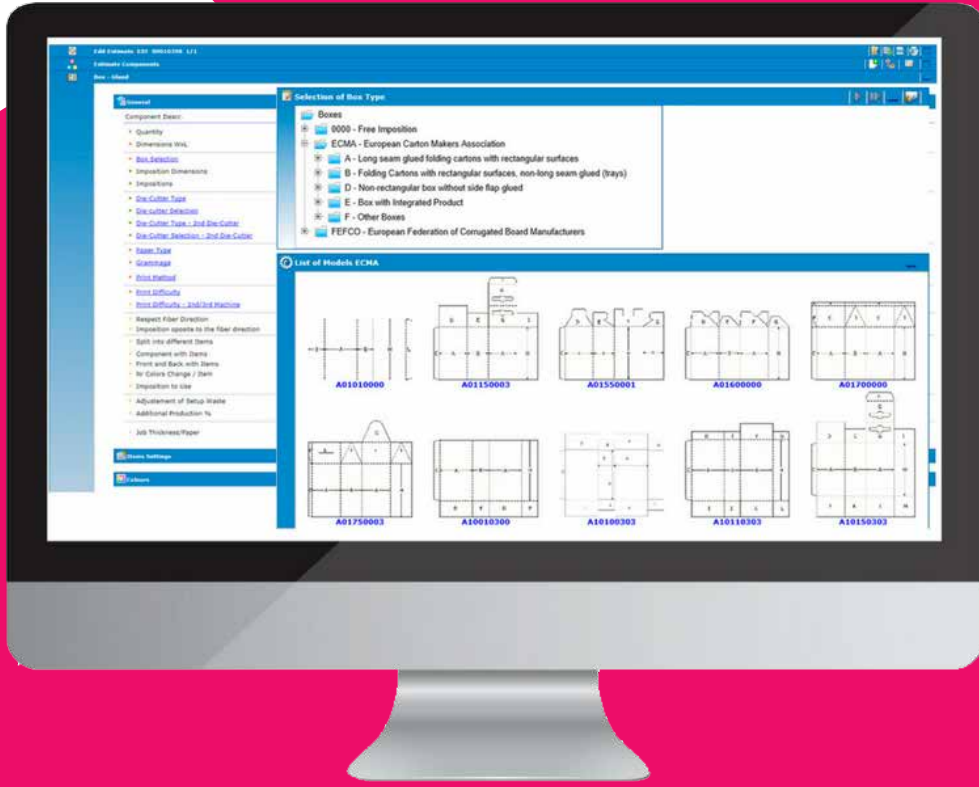 Edit Estimate
Estimate Components
Box - Glued
General
Component Descr.
Quantity
Dimensions WxL
Box Selection
Imposition Dimensions
Impositions
Die-Cutter Type
Die-cutter Selection
Die-Cutter Type - 2nd Die-Cutter
Die-Cutter Selection - 2nd Die-Cutter
Paper Type
Grammage
Print Method
Print Difficulty
Print Difficulty - 2nd/3rd Machine
Respect Fiber Direction
Imposition oposite to the fiber direction
Split into different Items
Component with Items
Front and Back with Items
Nr Colors Change / Item
Imposition to Use
Adjustement of Setup Waste
Additional Production %
Job Thickness/Paper
Items Settings
Colours
Selection of Box Type
Boxes
0000 - Free Imposition
ECMA - European Carton Makers Association
A - Long seam glued folding cartons with rectangular surfaces
B - Folding Cartons with rectangular surfaces, non-long seam glued (trays)
D - Non-rectangular box without side flap glued
E - Box with Integrated Product
F - Other Boxes
FEFCO - European Federation of Corrugated Board Manufacturers
List of Models ECMA
A01010000 A01150003 A01550001 A01600000 A01700000
A01750003 A10010300 A10100303 A10110303 A10150303